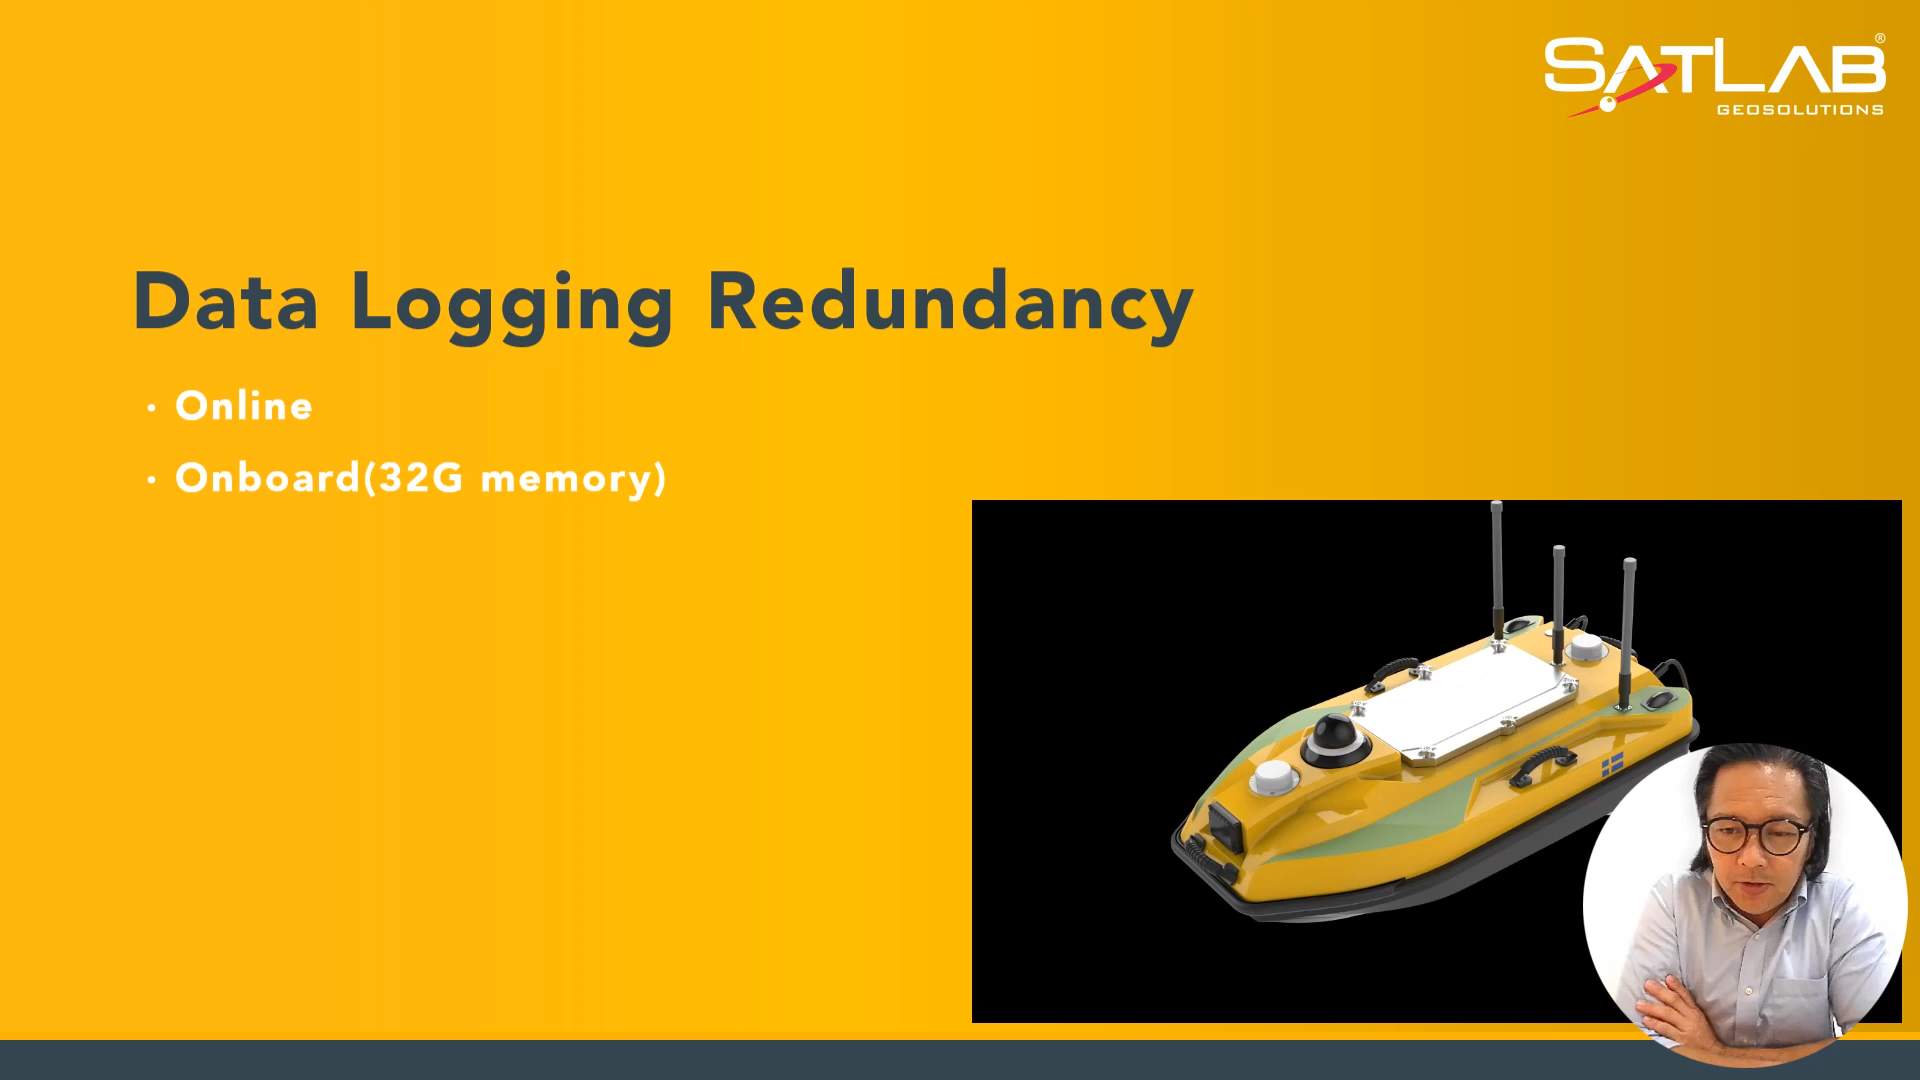 SATLAB®
GEOSOLUTIONS
Data Logging Redundancy
• Online
• Onboard(32G memory)